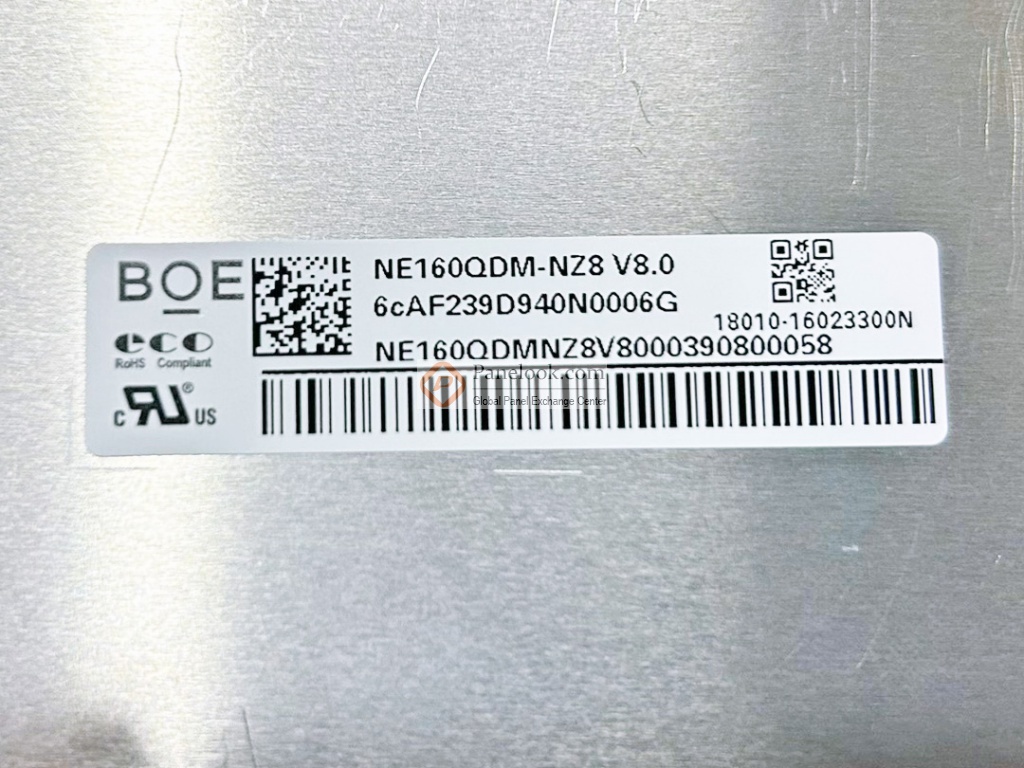 BOE
NE160QDM-NZ8 V8.0
6cAF239D940N0006G
18010-16023300N
eco
RoHS Compliant
NE160QDMNZ8V8000390800058
Panelook.com
Global Panel Exchange Center
c RU ® US